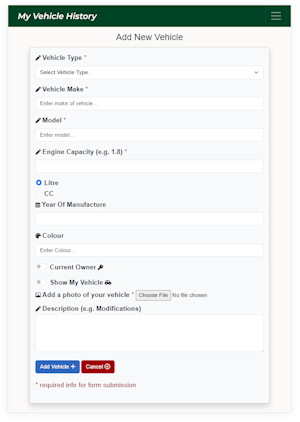 My Vehicle History
Add New Vehicle
Vehicle Type *
Select Vehicle Type...
Vehicle Make *
Enter make of vehicle...
Model *
Enter model...
Engine Capacity (e.g. 1.8) *
Litre
CC
Year Of Manufacture
Colour
Enter Colour...
Current Owner
Show My Vehicle
Add a photo of your vehicle * Choose File No file chosen
Description (e.g. Modifications)
Add Vehicle + Cancel
* required info for form submission